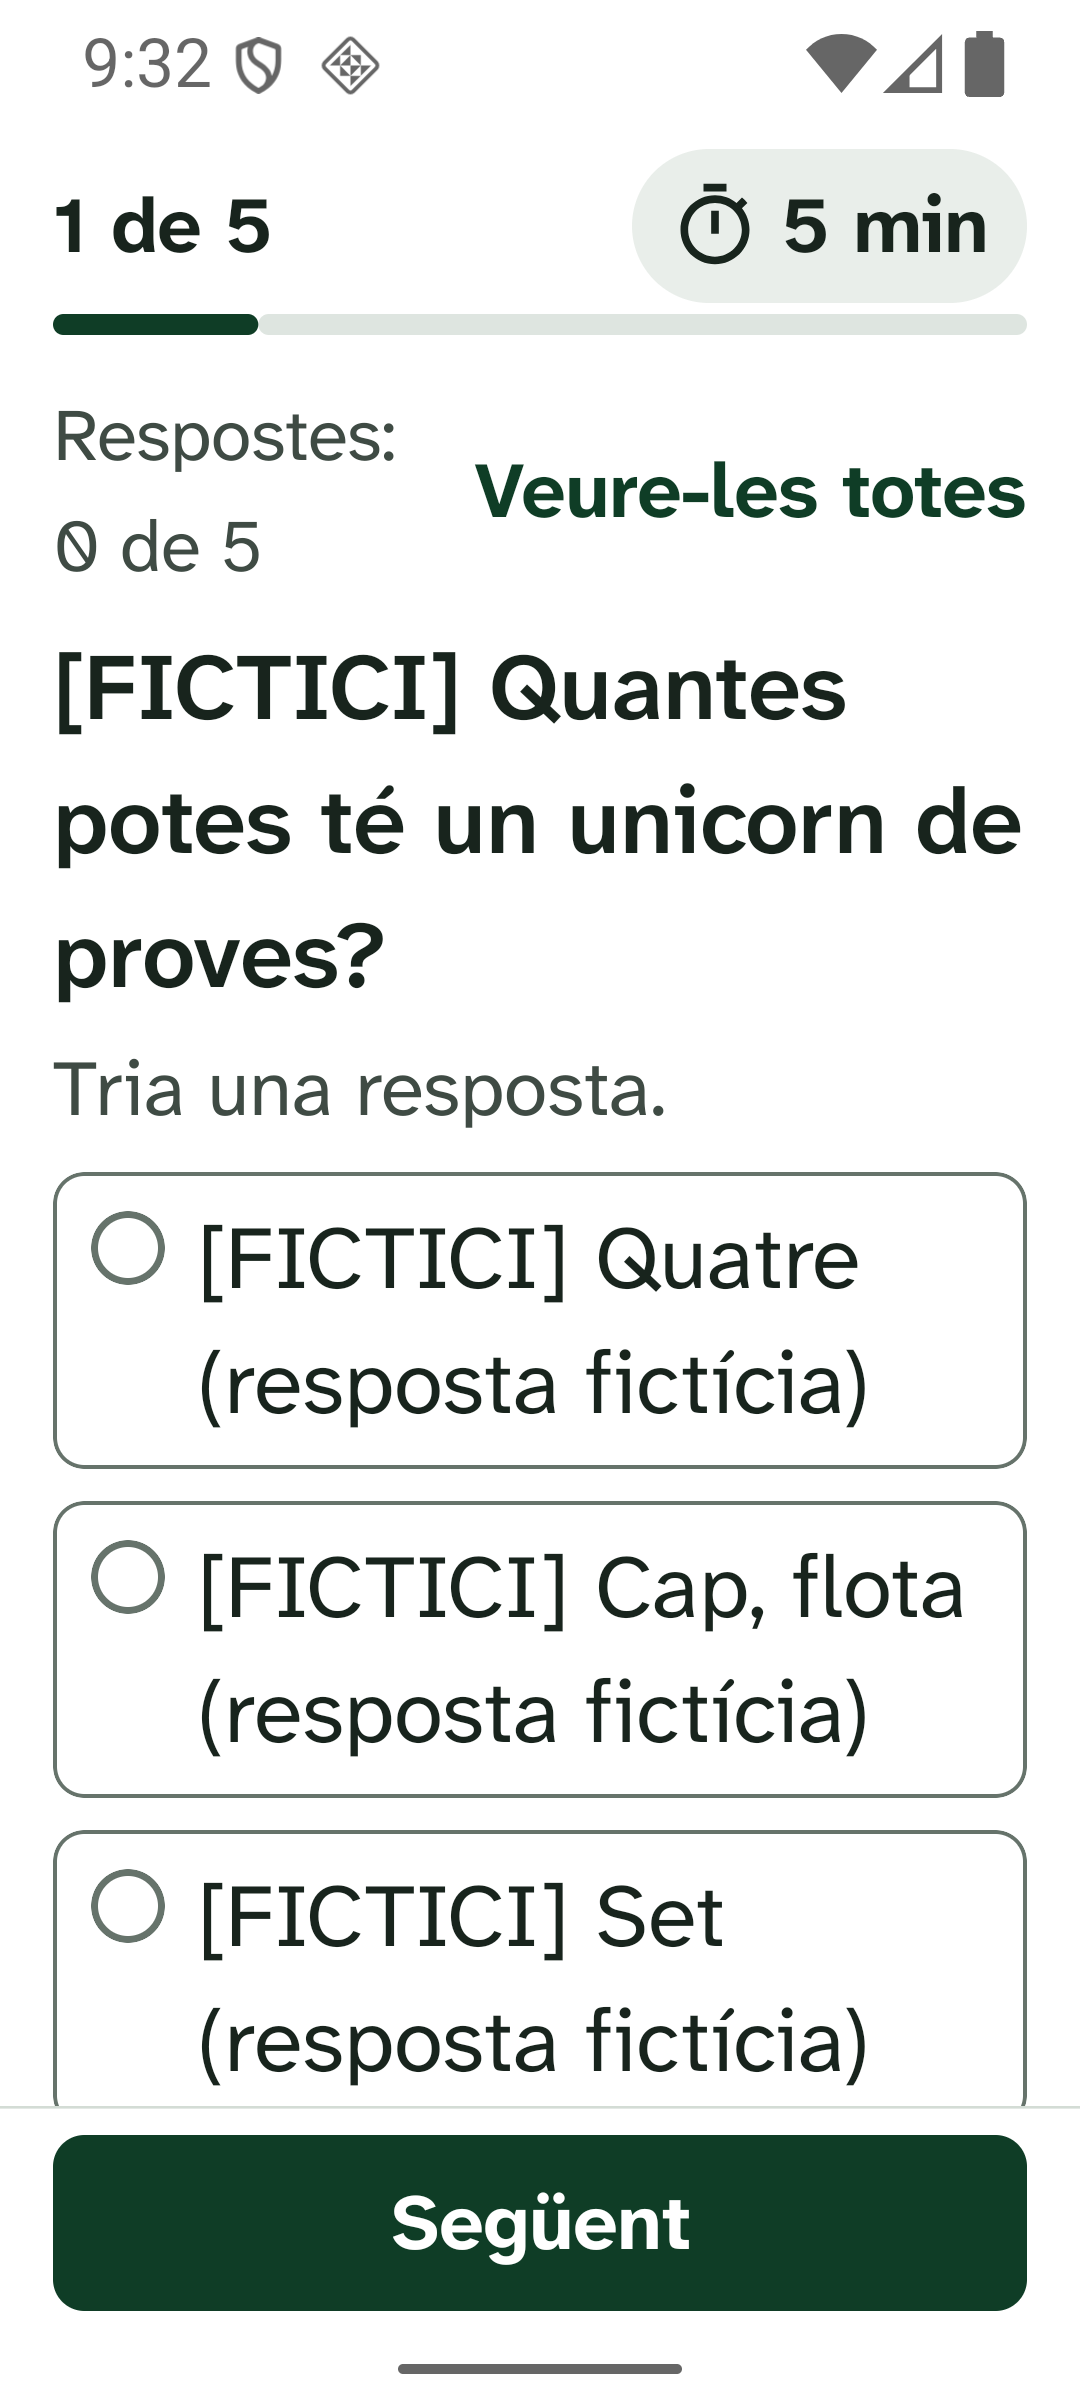 9:32
1 de 5
5 min
Respostes:
0 de 5
Veure-les totes
[FICTICI] Quantes
potes té un unicorn de
proves?
Tria una resposta.
[FICTICI] Quatre
(resposta fictícia)
[FICTICI] Cap, flota
(resposta fictícia)
[FICTICI] Set
(resposta fictícia)
Següent